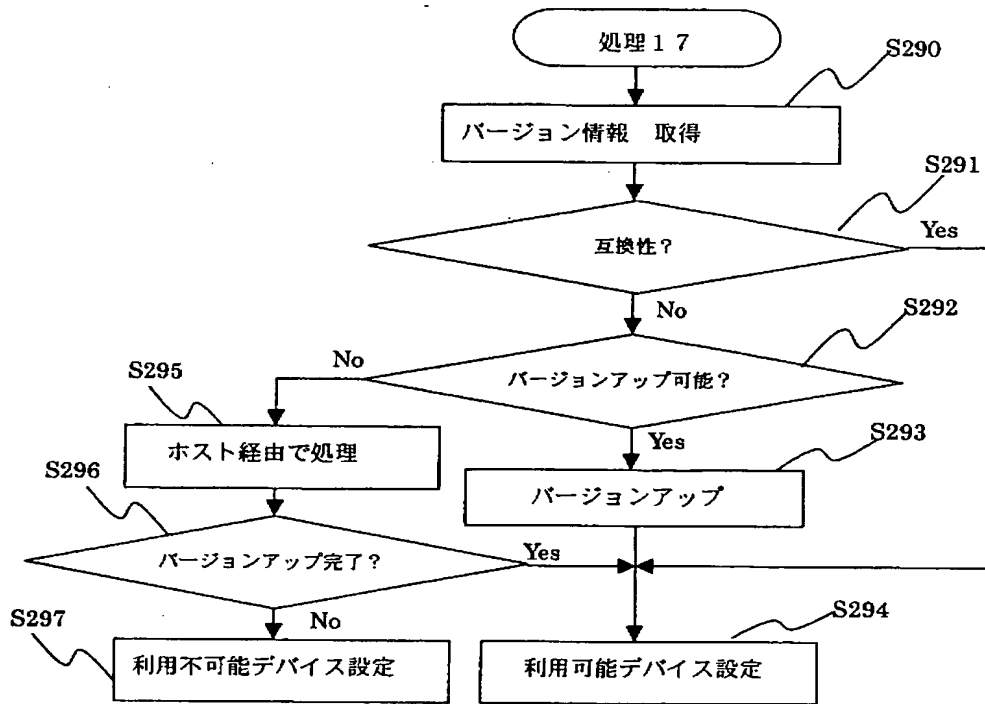 処理１７
S290
バージョン情報　取得
S291
互換性？
Yes
No
S292
バージョンアップ可能？
No
Yes
S295
ホスト経由で処理
S293
バージョンアップ
S296
バージョンアップ完了？
Yes
No
S297
利用不可能デバイス設定
S294
利用可能デバイス設定